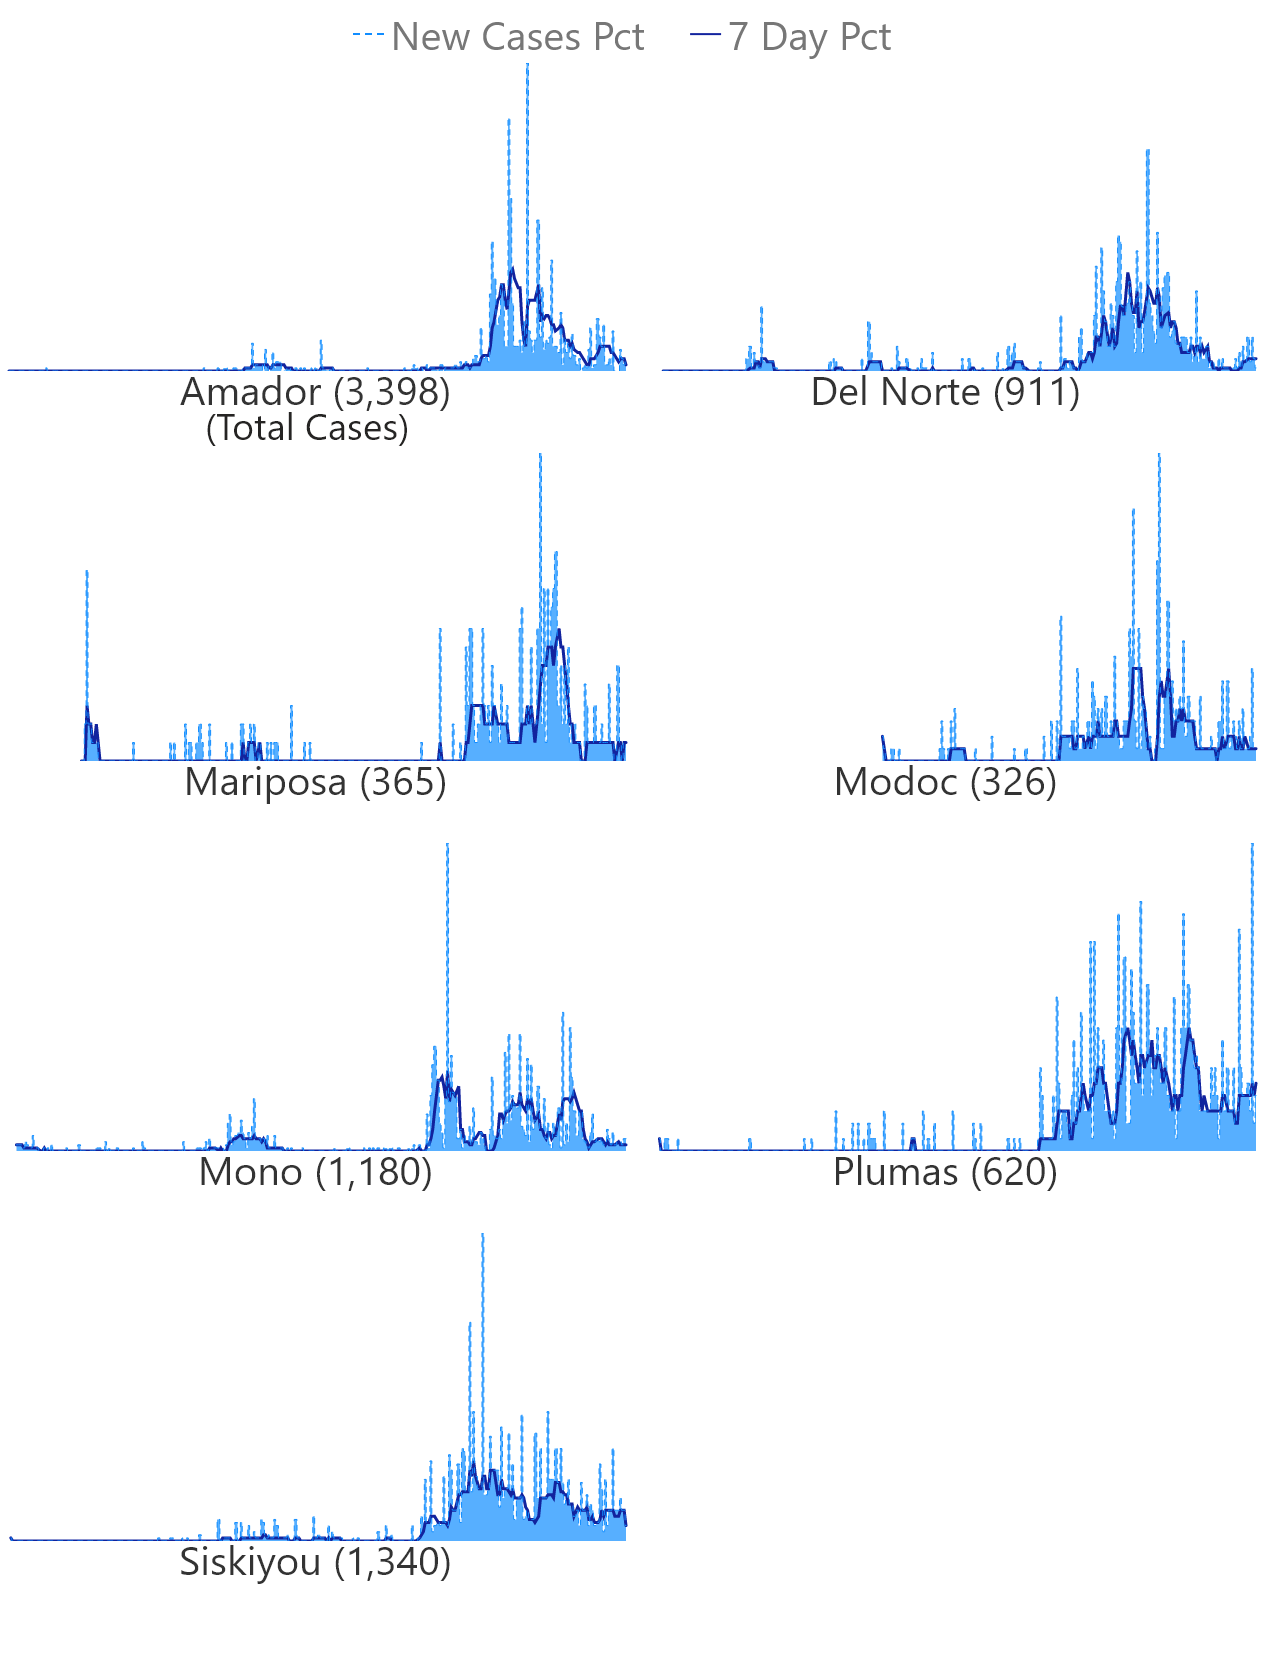 New Cases Pct 7 Day Pct
Amador (3,398) Del Norte (911)
(Total Cases)
Mariposa (365) Modoc (326)
Mono (1,180) Plumas (620)
Siskiyou (1,340)